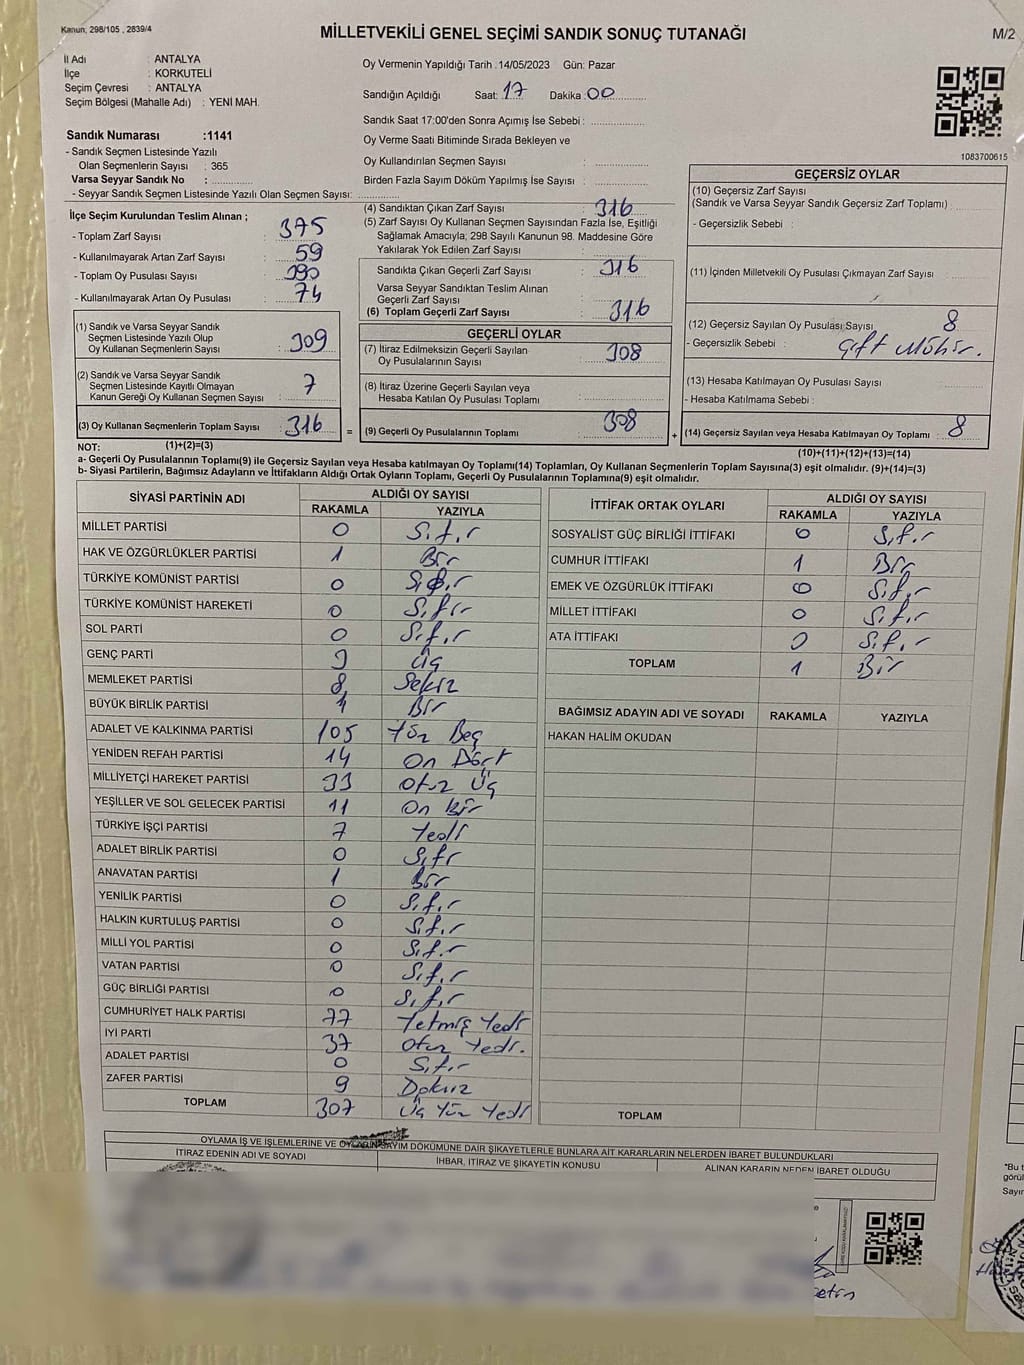 Kanun; 298/105 , 2839/4
MİLLETVEKİLİ GENEL SEÇİMİ SANDIK SONUÇ TUTANAĞI
M/2
İl Adı : ANTALYA
İlçe : KORKUTELİ
Seçim Çevresi : ANTALYA
Seçim Bölgesi (Mahalle Adı) : YENİ MAH.
Oy Vermenin Yapıldığı Tarih :14/05/2023 Gün: Pazar
Sandığın Açıldığı Saat: 17 Dakika :00
Sandık Saat 17:00'den Sonra Açımış İse Sebebi :
Oy Verme Saati Bitiminde Sırada Bekleyen ve
Oy Kullandırılan Seçmen Sayısı :
Birden Fazla Sayım Döküm Yapılmış İse Sayısı :
1083700615
Sandık Numarası :1141
- Sandık Seçmen Listesinde Yazılı
Olan Seçmenlerin Sayısı : 365
Varsa Seyyar Sandık No :
- Seyyar Sandık Seçmen Listesinde Yazılı Olan Seçmen Sayısı:
İlçe Seçim Kurulundan Teslim Alınan ;
- Toplam Zarf Sayısı : 375
- Kullanılmayarak Artan Zarf Sayısı : 59
- Toplam Oy Pusulası Sayısı : 390
- Kullanılmayarak Artan Oy Pusulası : 74
(1) Sandık ve Varsa Seyyar Sandık
Seçmen Listesinde Yazılı Olup
Oy Kullanan Seçmenlerin Sayısı : 309
(2) Sandık ve Varsa Seyyar Sandık
Seçmen Listesinde Kayıtlı Olmayan
Kanun Gereği Oy Kullanan Seçmen Sayısı : 7
(3) Oy Kullanan Seçmenlerin Toplam Sayısı : 316
(1)+(2)=(3)
(4) Sandıktan Çıkan Zarf Sayısı : 316
(5) Zarf Sayısı Oy Kullanan Seçmen Sayısından Fazla İse, Eşitliği
Sağlamak Amacıyla; 298 Sayılı Kanunun 98. Maddesine Göre
Yakılarak Yok Edilen Zarf Sayısı :
Sandıkta Çıkan Geçerli Zarf Sayısı : 316
Varsa Seyyar Sandıktan Teslim Alınan
Geçerli Zarf Sayısı :
(6) Toplam Geçerli Zarf Sayısı : 316
GEÇERLİ OYLAR
(7) İtiraz Edilmeksizin Geçerli Sayılan
Oy Pusulalarının Sayısı : 308
(8) İtiraz Üzerine Geçerli Sayılan veya
Hesaba Katılan Oy Pusulası Toplamı :
= (9) Geçerli Oy Pusulalarının Toplamı : 308
GEÇERSİZ OYLAR
(10) Geçersiz Zarf Sayısı
(Sandık ve Varsa Seyyar Sandık Geçersiz Zarf Toplamı) :
- Geçersizlik Sebebi :
(11) İçinden Milletvekili Oy Pusulası Çıkmayan Zarf Sayısı :
(12) Geçersiz Sayılan Oy Pusulası Sayısı : 8
- Geçersizlik Sebebi : Çift Mühür.
(13) Hesaba Katılmayan Oy Pusulası Sayısı :
- Hesaba Katılmama Sebebi :
+ (14) Geçersiz Sayılan veya Hesaba Katılmayan Oy Toplamı : 8
(10)+(11)+(12)+(13)=(14)
NOT:
a- Geçerli Oy Pusulalarının Toplamı(9) ile Geçersiz Sayılan veya Hesaba katılmayan Oy Toplamı(14) Toplamları, Oy Kullanan Seçmenlerin Toplam Sayısına(3) eşit olmalıdır. (9)+(14)=(3)
b- Siyasi Partilerin, Bağımsız Adayların ve İttifakların Aldığı Ortak Oyların Toplamı, Geçerli Oy Pusulalarının Toplamına(9) eşit olmalıdır.
SİYASİ PARTİNİN ADI ALDIĞI OY SAYISI
RAKAMLA YAZIYLA
MİLLET PARTİSİ 0 Sıfır
HAK VE ÖZGÜRLÜKLER PARTİSİ 1 Bir
TÜRKİYE KOMÜNİST PARTİSİ 0 Sıfır
TÜRKİYE KOMÜNİST HAREKETİ 0 Sıfır
SOL PARTİ 0 Sıfır
GENÇ PARTİ 3 Üç
MEMLEKET PARTİSİ 8 Sekiz
BÜYÜK BİRLİK PARTİSİ 1 Bir
ADALET VE KALKINMA PARTİSİ 105 Yüz Beş
YENİDEN REFAH PARTİSİ 14 On Dört
MİLLİYETÇİ HAREKET PARTİSİ 33 Otuz Üç
YEŞİLLER VE SOL GELECEK PARTİSİ 11 On Bir
TÜRKİYE İŞÇİ PARTİSİ 7 Yedi
ADALET BİRLİK PARTİSİ 0 Sıfır
ANAVATAN PARTİSİ 1 Bir
YENİLİK PARTİSİ 0 Sıfır
HALKIN KURTULUŞ PARTİSİ 0 Sıfır
MİLLİ YOL PARTİSİ 0 Sıfır
VATAN PARTİSİ 0 Sıfır
GÜÇ BİRLİĞİ PARTİSİ 0 Sıfır
CUMHURİYET HALK PARTİSİ 77 Yetmiş Yedi
İYİ PARTİ 37 Otuz Yedi.
ADALET PARTİSİ 0 Sıfır
ZAFER PARTİSİ 9 Dokuz
TOPLAM 307 Üç Yüz Yedi
İTTİFAK ORTAK OYLARI ALDIĞI OY SAYISI
RAKAMLA YAZIYLA
SOSYALİST GÜÇ BİRLİĞİ İTTİFAKI 0 Sıfır
CUMHUR İTTİFAKI 1 Bir
EMEK VE ÖZGÜRLÜK İTTİFAKI 0 Sıfır
MİLLET İTTİFAKI 0 Sıfır
ATA İTTİFAKI 0 Sıfır
TOPLAM 1 Bir
BAĞIMSIZ ADAYIN ADI VE SOYADI RAKAMLA YAZIYLA
HAKAN HALİM OKUDAN
TOPLAM
OYLAMA İŞ VE İŞLEMLERİNE VE OYLARIN SAYIM DÖKÜMÜNE DAİR ŞİKAYETLERLE BUNLARA AİT KARARLARIN NELERDEN İBARET BULUNDUKLARI
İTİRAZ EDENİN ADI VE SOYADI İHBAR, İTİRAZ VE ŞİKAYETİN KONUSU ALINAN KARARIN NEDEN İBARET OLDUĞU